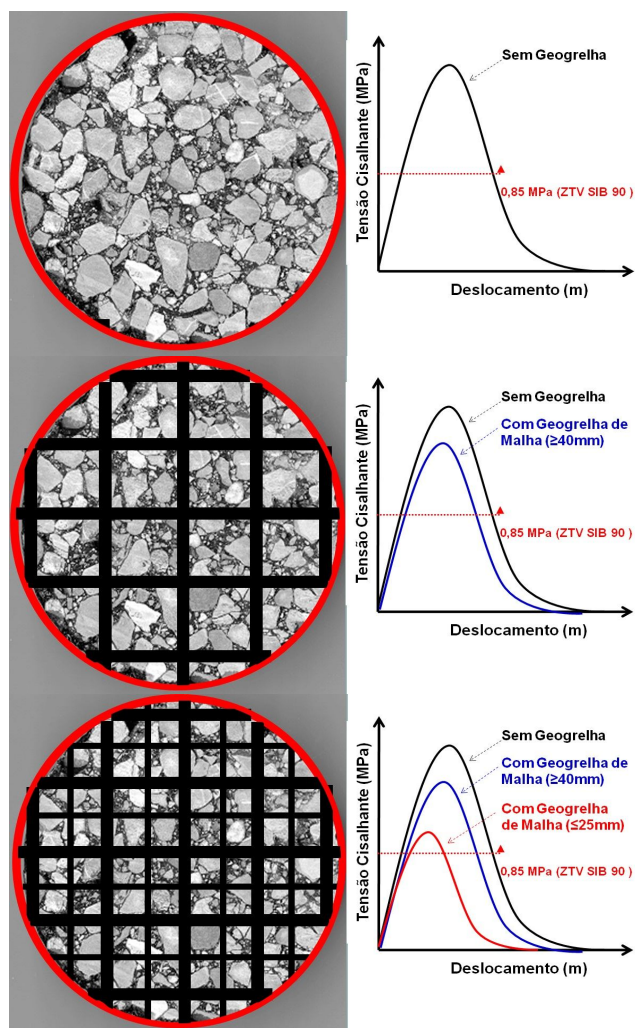 Tensão Cisalhante (MPa)
Sem Geogrelha
0,85 MPa (ZTV SIB 90 )
Deslocamento (m)
Tensão Cisalhante (MPa)
Sem Geogrelha
Com Geogrelha de
Malha (≥40mm)
0,85 MPa (ZTV SIB 90 )
Deslocamento (m)
Tensão Cisalhante (MPa)
Sem Geogrelha
Com Geogrelha de
Malha (≥40mm)
Com Geogrelha
de Malha (≤25mm)
0,85 MPa (ZTV SIB 90 )
Deslocamento (m)